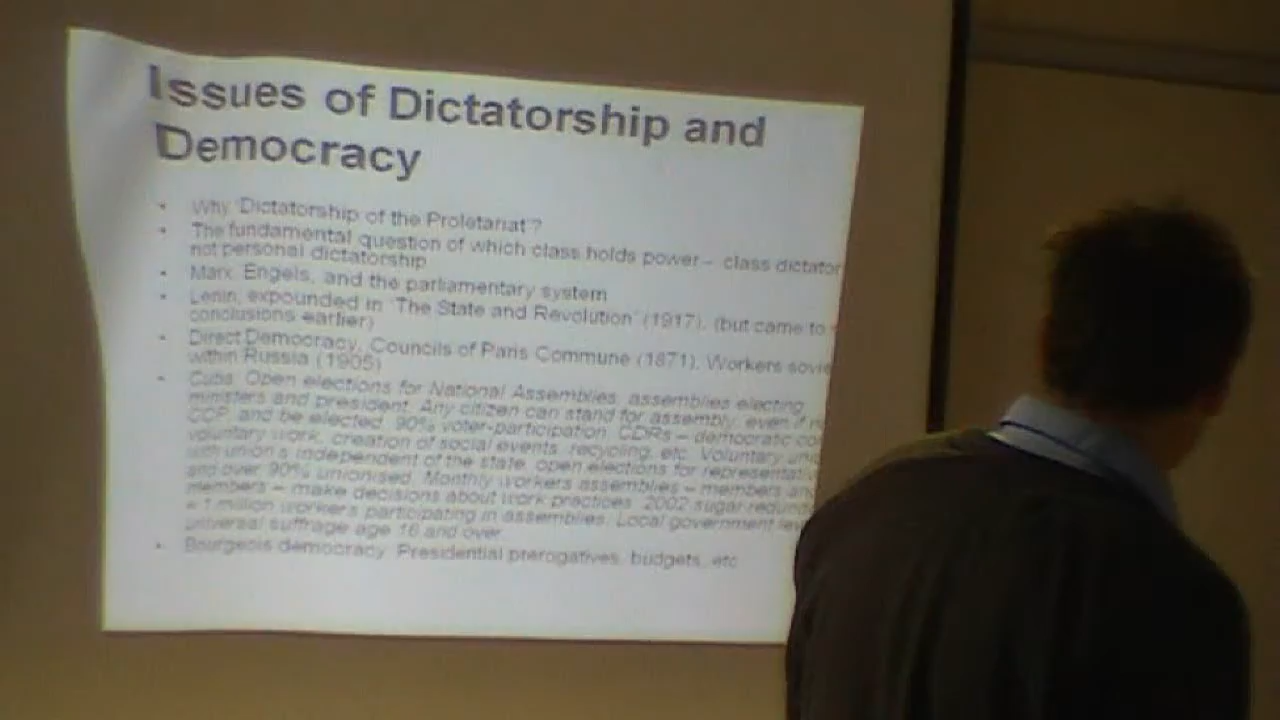 Issues of Dictatorship and
Democracy
• Why 'Dictatorship of the Proletariat'?
• The fundamental question of which class holds power – class dictator
not personal dictatorship
• Marx, Engels, and the parliamentary system
• Lenin, expounded in 'The State and Revolution' (1917), (but came to
conclusions earlier)
• Direct Democracy, Councils of Paris Commune (1871), Workers sovie
within Russia (1905)
• Cuba: Open elections for National Assemblies, assemblies electing
ministers and president. Any citizen can stand for assembly, even if
CCP, and be elected. 90% voter-participation. CDRs – democratic
voluntary work, creation of social events, recycling, etc. Voluntary
with union's independent of the state, open elections for
and over 90% unionised. Monthly workers assemblies – members
members – make decisions about work practices. 2002 sugar
= 1 million workers participating in assemblies. Local government
universal suffrage age 16 and over.
• Bourgeois democracy: Presidential prerogatives, budgets, etc